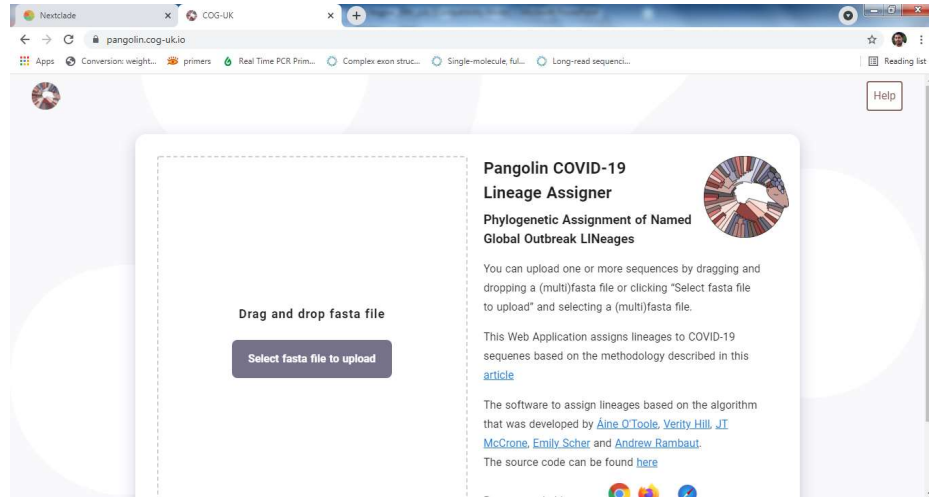 Nextclade
COG-UK
pangolin.cog-uk.io
Apps
Conversion: weight...
primers
Real Time PCR Prim...
Complex exon struc...
Single-molecule, ful...
Long-read sequenci...
Reading list
Help
Drag and drop fasta file
Select fasta file to upload
Pangolin COVID-19
Lineage Assigner
Phylogenetic Assignment of Named
Global Outbreak LINeages
You can upload one or more sequences by dragging and
dropping a (multi)fasta file or clicking "Select fasta file
to upload" and selecting a (multi)fasta file.
This Web Application assigns lineages to COVID-19
sequenes based on the methodology described in this
article
The software to assign lineages based on the algorithm
that was developed by Áine O'Toole, Verity Hill, JT
McCrone, Emily Scher and Andrew Rambaut.
The source code can be found here